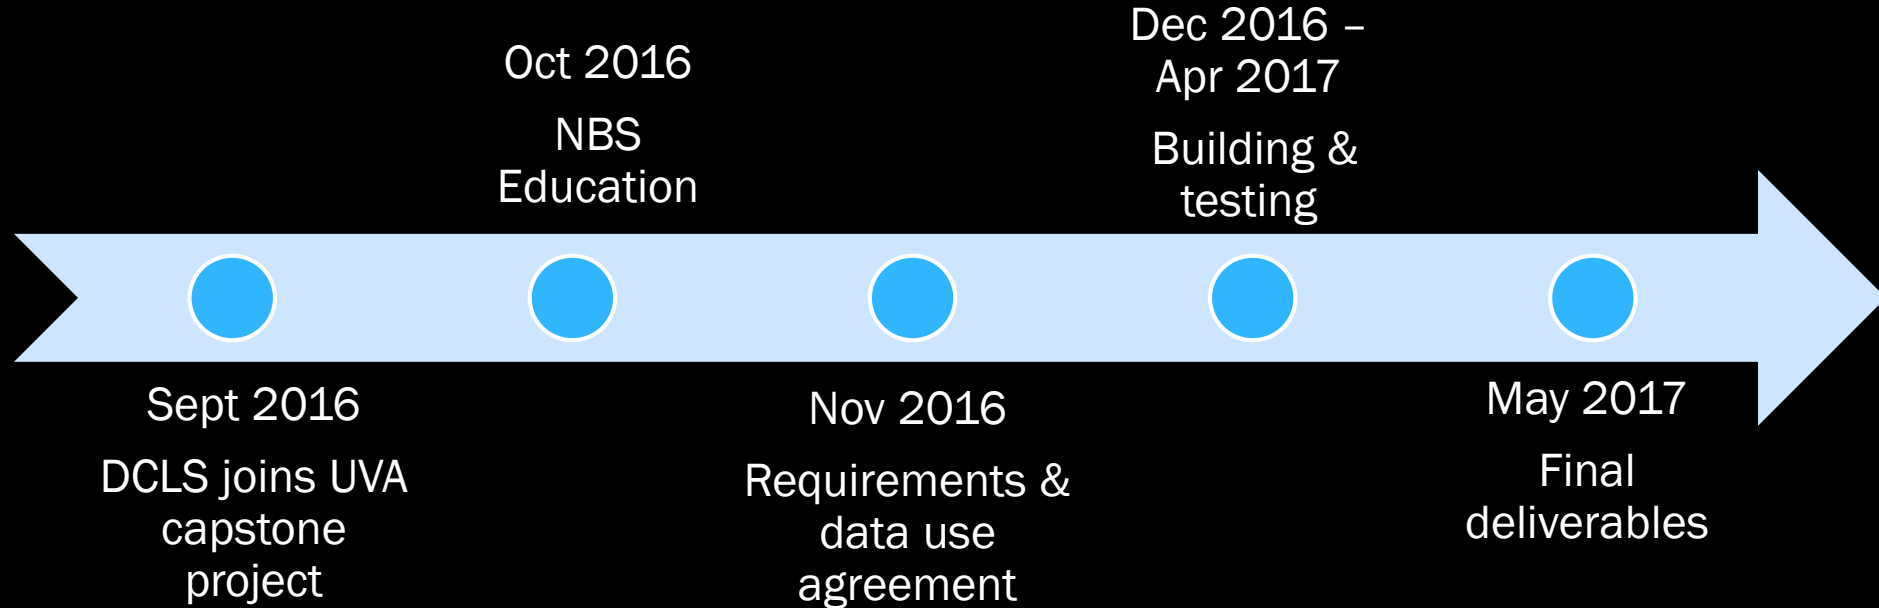 Sept 2016
DCLS joins UVA
capstone
project
Oct 2016
NBS
Education
Nov 2016
Requirements &
data use
agreement
Dec 2016 –
Apr 2017
Building &
testing
May 2017
Final
deliverables